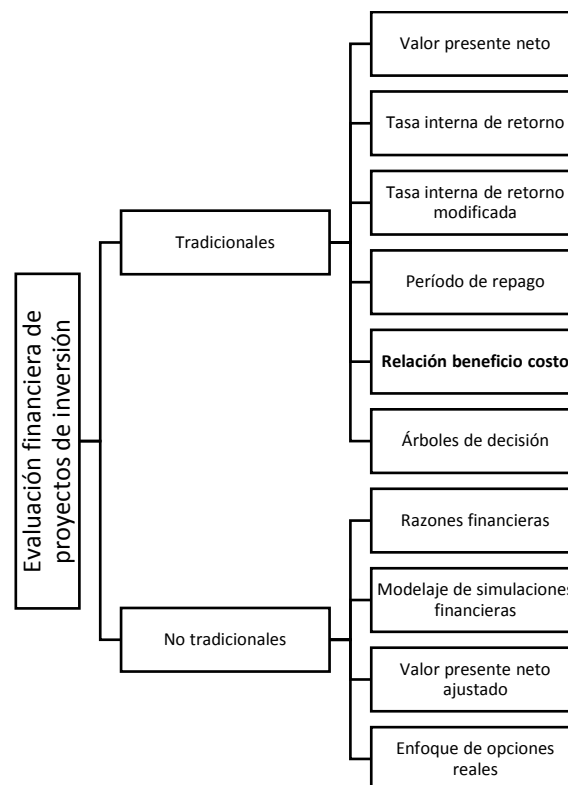 Evaluación financiera de
proyectos de inversión
Tradicionales
Valor presente neto
Tasa interna de retorno
Tasa interna de retorno
modificada
Período de repago
Relación beneficio costo
Árboles de decisión
No tradicionales
Razones financieras
Modelaje de simulaciones
financieras
Valor presente neto
ajustado
Enfoque de opciones
reales